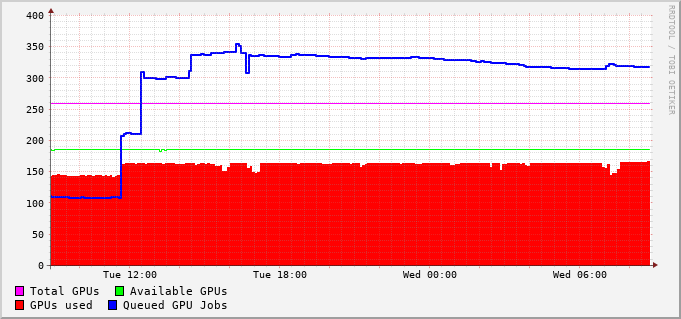 400
350
300
250
200
150
100
50
0
Tue 12:00 Tue 18:00 Wed 00:00 Wed 06:00
Total GPUs Available GPUs
GPUs used Queued GPU Jobs
RRDTOOL / TOBI OETIKER